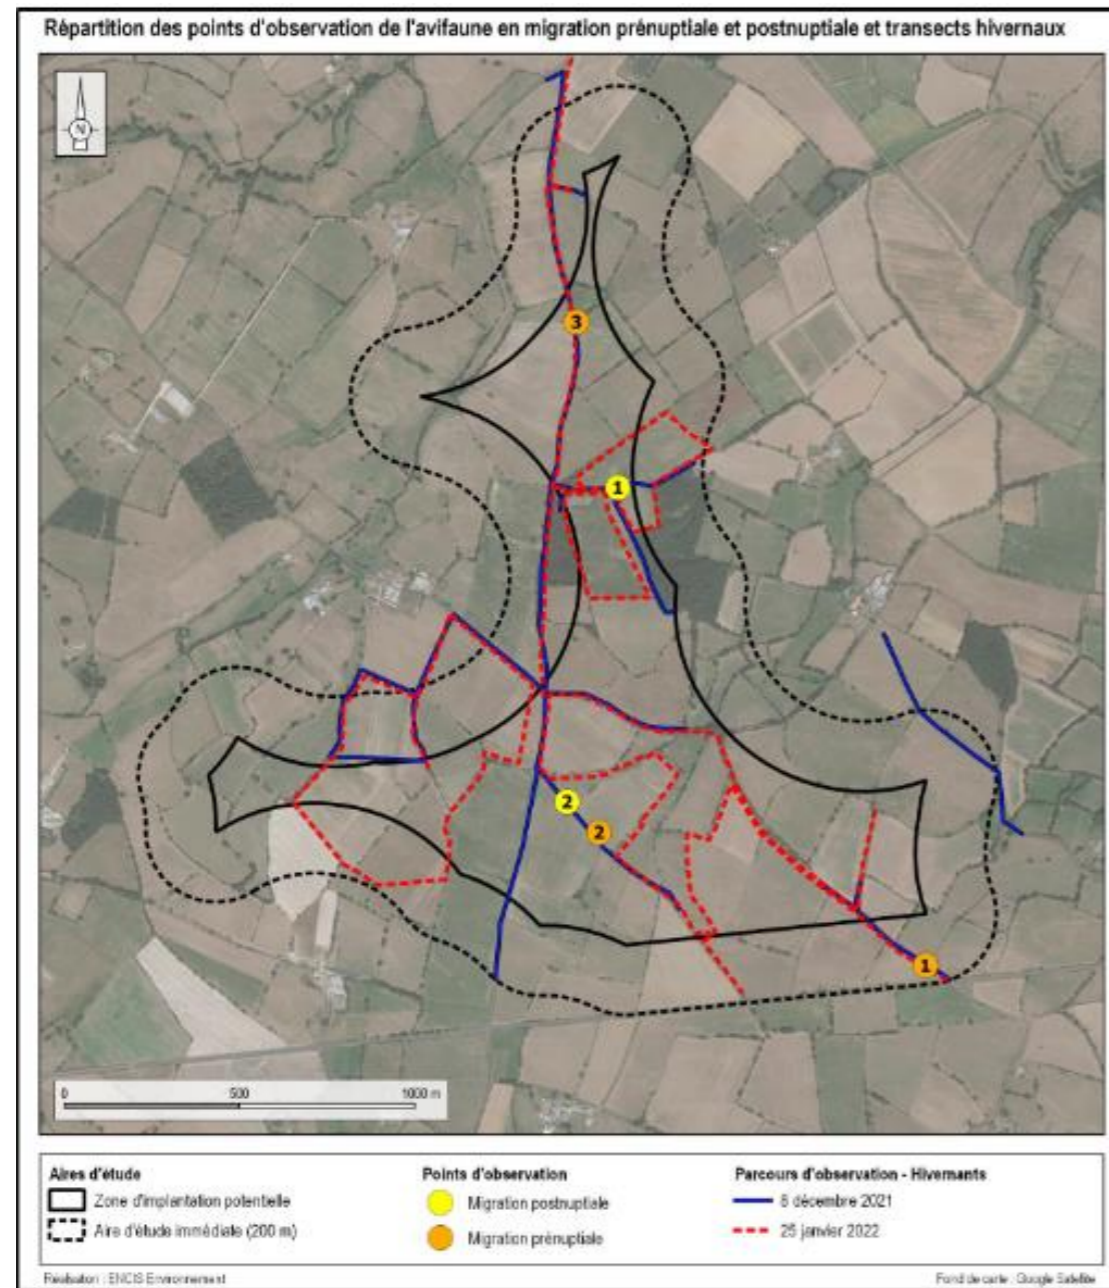 Répartition des points d'observation de l'avifaune en migration prénuptiale et postnuptiale et transects hivernaux
N
3
1
2
2
1
0 500 1000 m
Aires d'étude
Zone d'implantation potentielle
Aire d'étude immédiate (200 m)
Points d'observation
Migration postnuptiale
Migration prénuptiale
Parcours d'observation - Hivernants
décembre 2021
25 janvier 2022
Réalisation : ENCIS Environnement
Fond de carte : Google Satellite